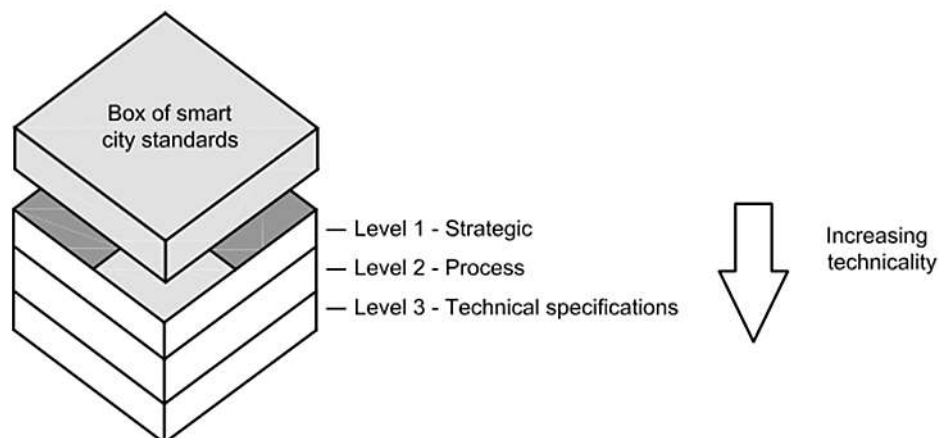 Box of smart
city standards
Level 1 - Strategic
Level 2 - Process
Level 3 - Technical specifications
Increasing
technicality